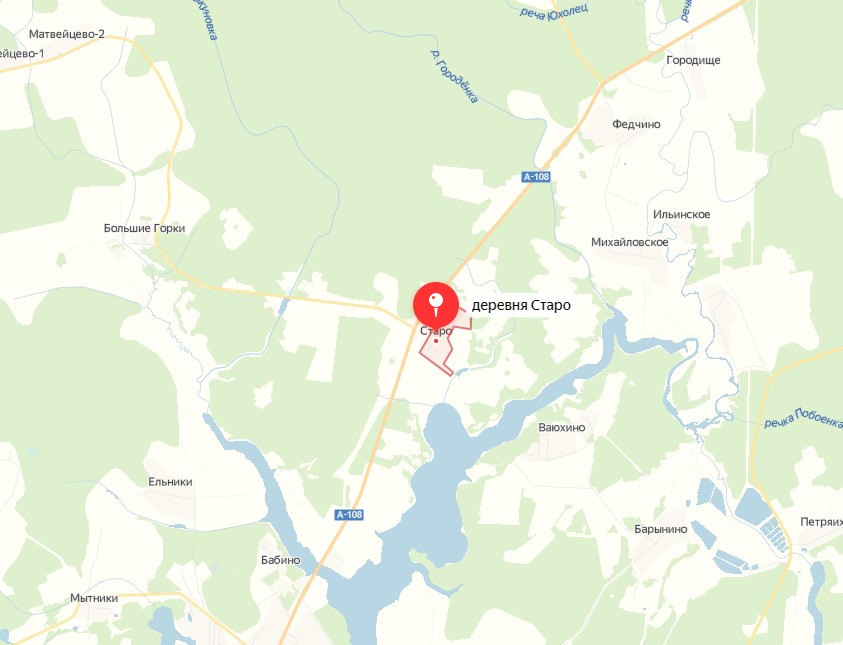 речка Юхолец
р. Городёнка
Матвейцево-2
ейцево-1
Городище
Федчино
А-108
Ильинское
Большие Горки
Михайловское
деревня Старо
Старо
речка Побоенка
Ваюхино
Ельники
А-108
Барынино
Петряих
Бабино
Мытники